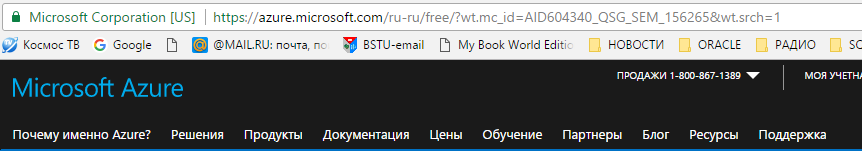 Microsoft Corporation [US] https://azure.microsoft.com/ru-ru/free/?wt.mc_id=AID604340_QSG_SEM_156265&wt.srch=1
Космос ТВ Google @MAIL.RU: почта, по BSTU-email My Book World Edition НОВОСТИ ORACLE РАДИО SC
ПРОДАЖИ 1-800-867-1389 МОЯ УЧЕТНА
Microsoft Azure
Почему именно Azure? Решения Продукты Документация Цены Обучение Партнеры Блог Ресурсы Поддержка